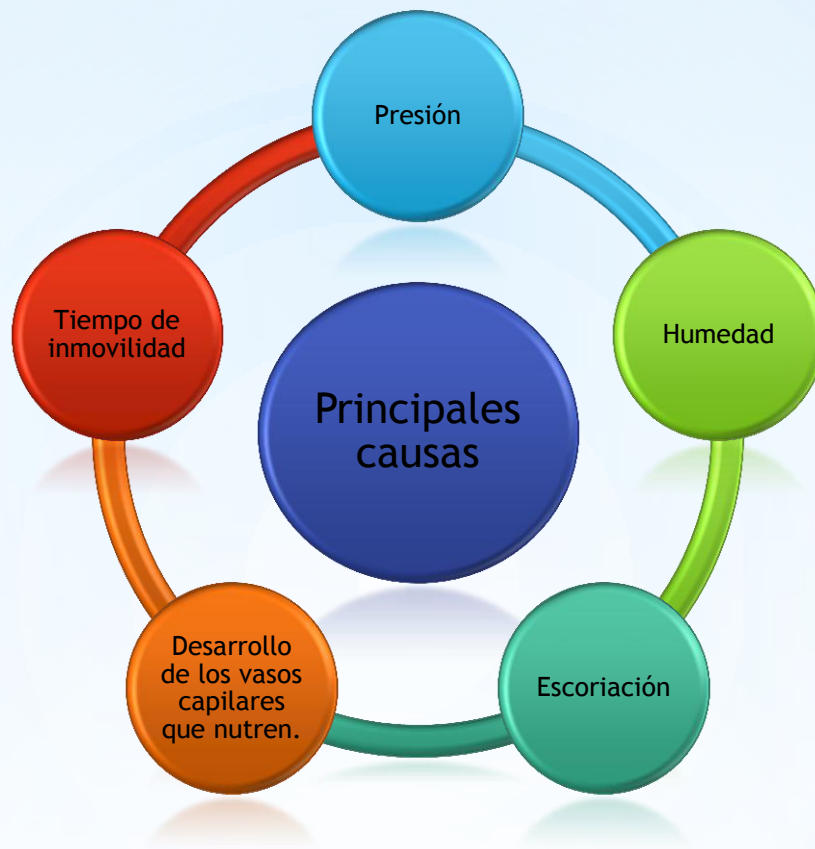 Presión
Humedad
Escoriación
Desarrollo
de los vasos
capilares
que nutren.
Tiempo de
inmovilidad
Principales
causas